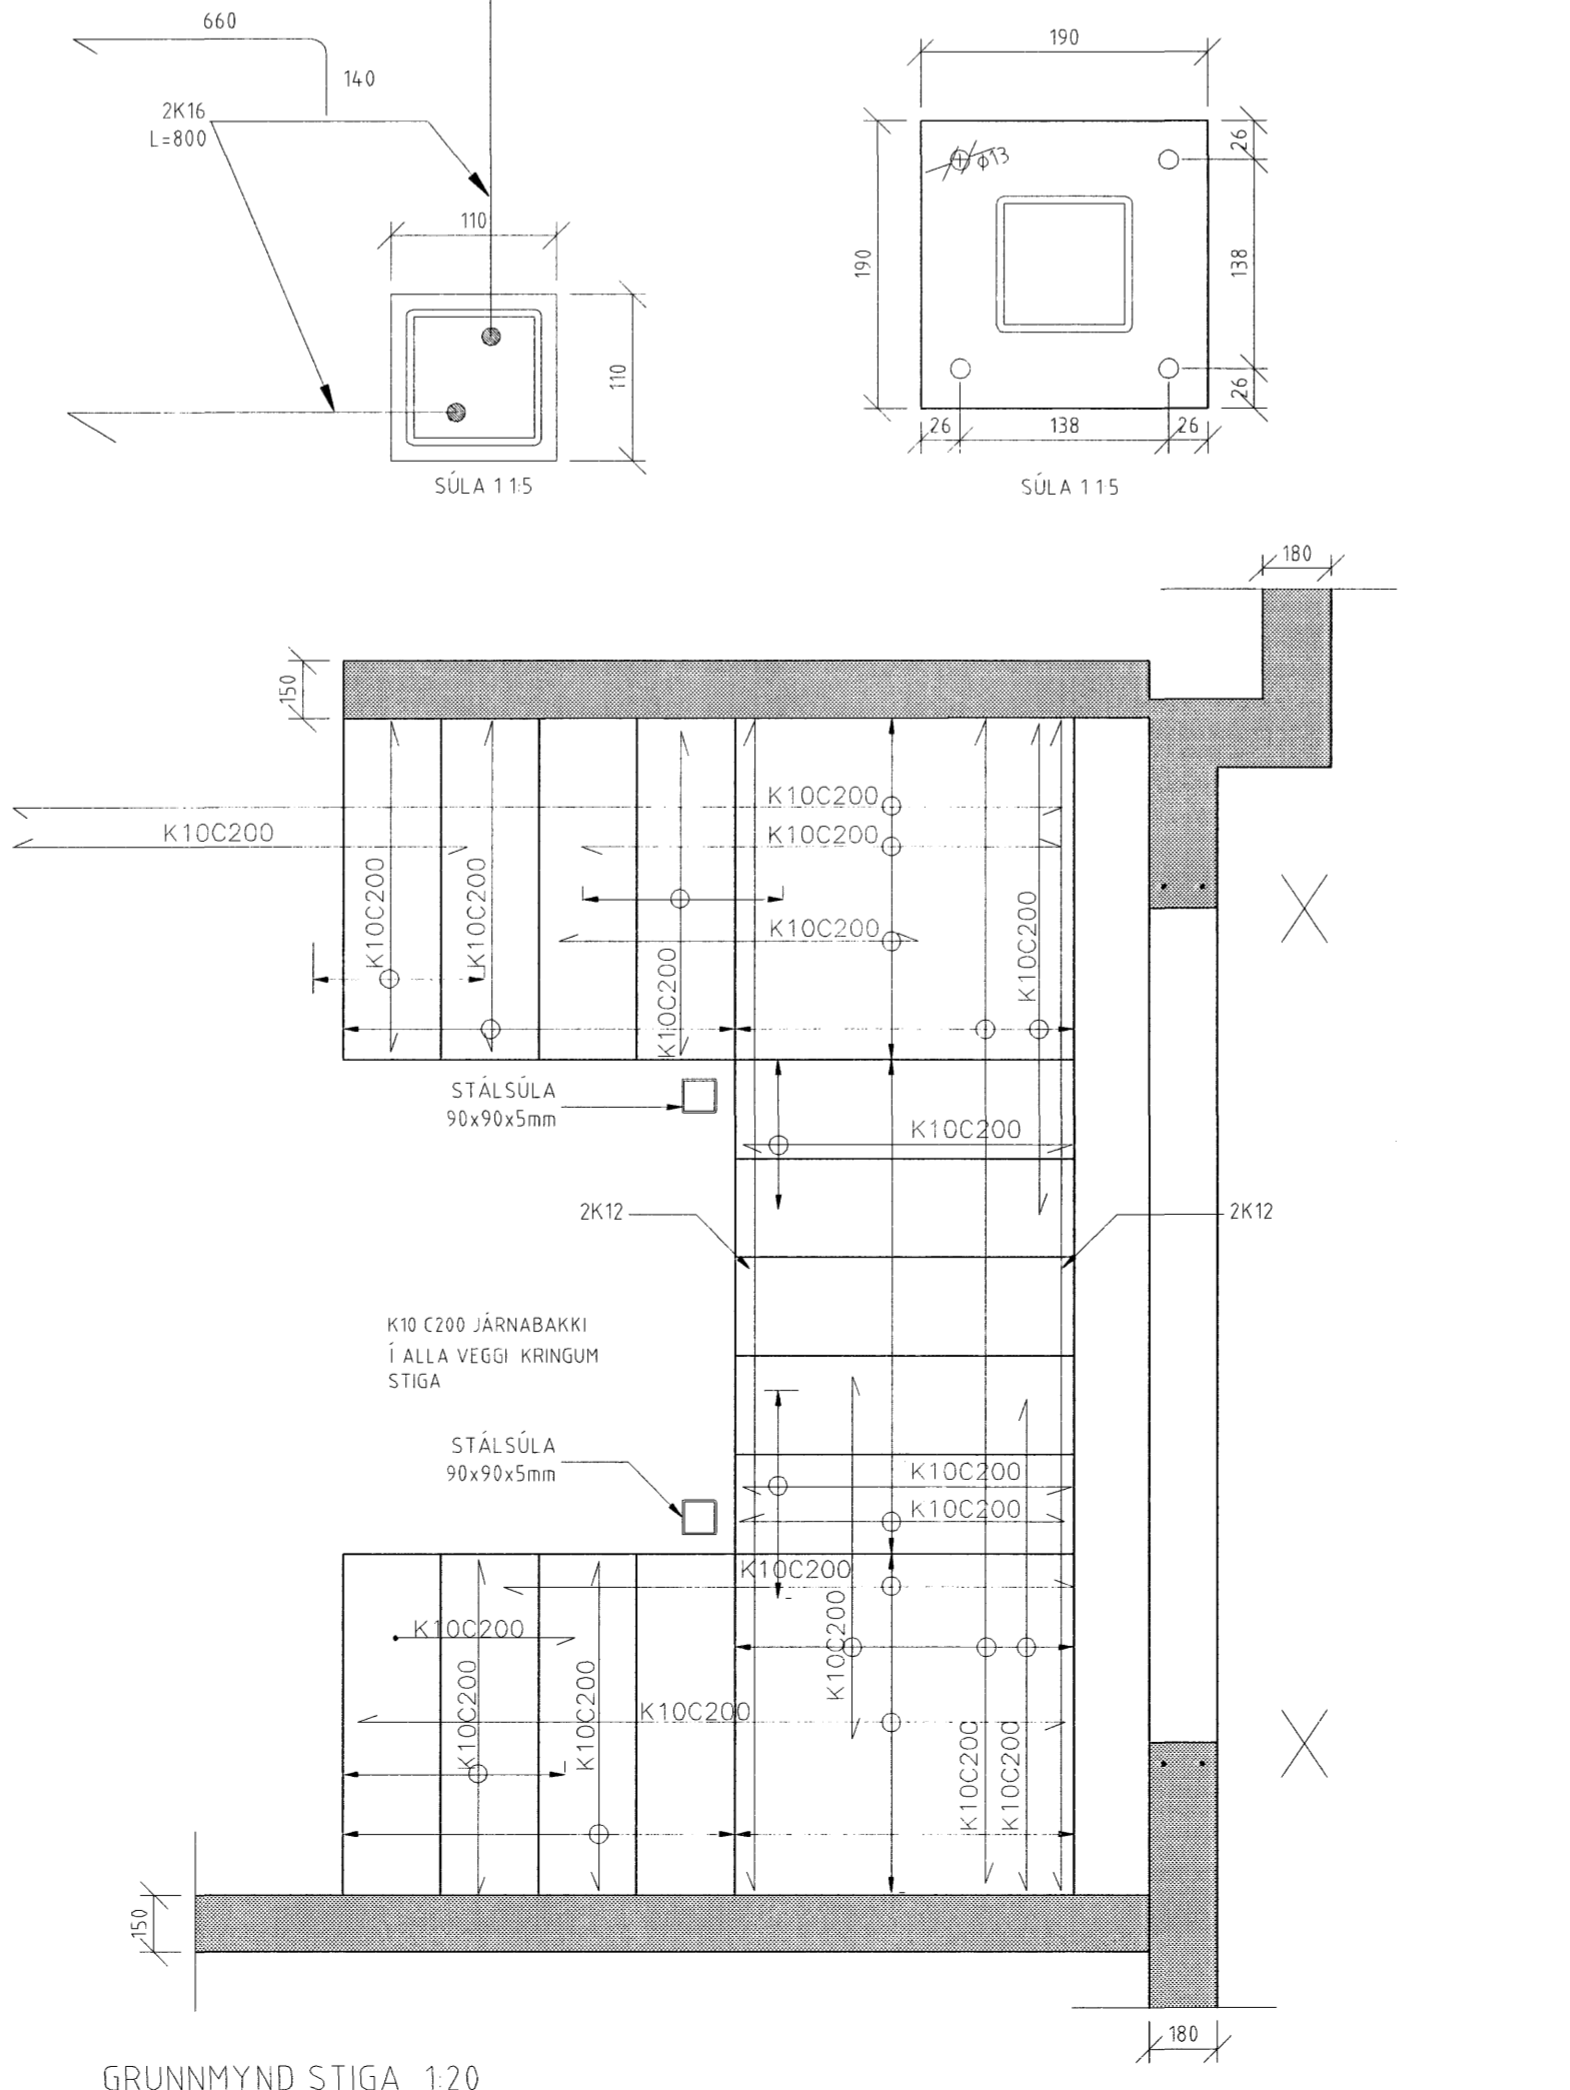 660
140
2K16
L=800
110
110
SÚLA 1 1:5
190
ϕ13
190
26
138
26
26
138
26
SÚLA 1 1:5
180
150
K10C200
K10C200
K10C200
K10C200
K10C200
K10C200
K10C200
K10C200
STÁLSÚLA
90x90x5mm
K10C200
2K12
2K12
K10 C200 JÁRNABAKKI
Í ALLA VEGGI KRINGUM
STIGA
STÁLSÚLA
90x90x5mm
K10C200
K10C200
K10C200
K10C200
K10C200
K10C200
K10C200
K10C200
K10C200
K10C200
150
180
GRUNNMYND STIGA 1:20